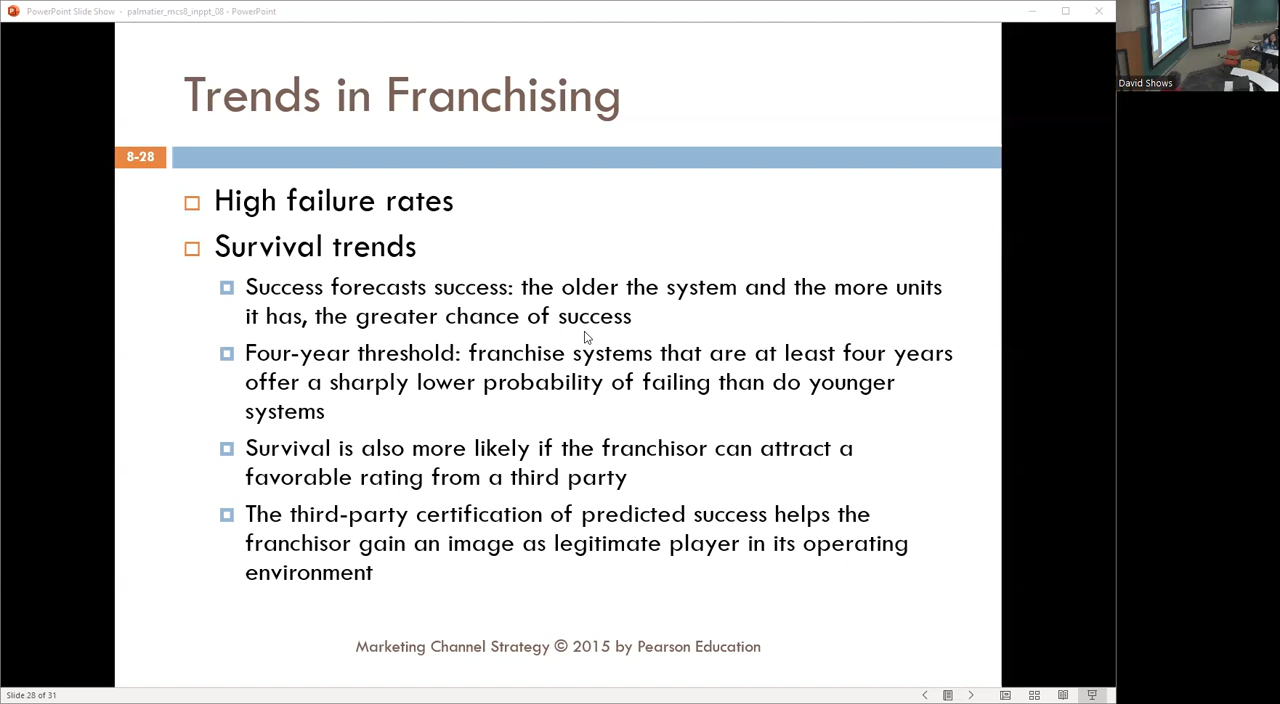 PowerPoint Slide Show - palmatier_mcs8_inppt_08 - PowerPoint
David Shows
Trends in Franchising
8-28
High failure rates
Survival trends
Success forecasts success: the older the system and the more units
it has, the greater chance of success
Four-year threshold: franchise systems that are at least four years
offer a sharply lower probability of failing than do younger
systems
Survival is also more likely if the franchisor can attract a
favorable rating from a third party
The third-party certification of predicted success helps the
franchisor gain an image as legitimate player in its operating
environment
Marketing Channel Strategy © 2015 by Pearson Education
Slide 28 of 31